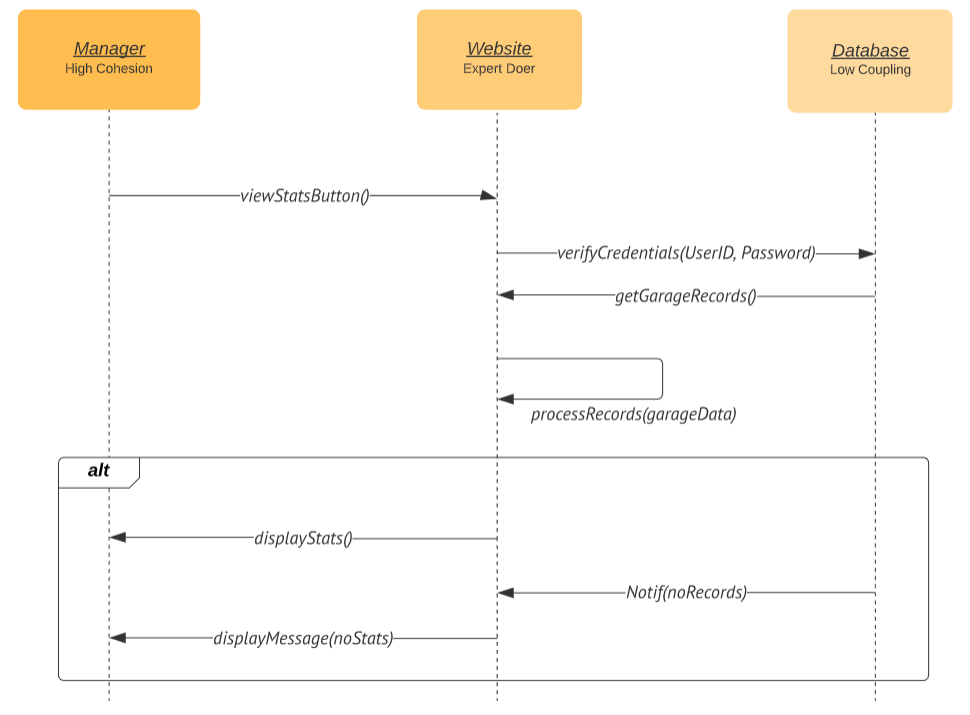 Manager
High Cohesion
Website
Expert Doer
Database
Low Coupling
viewStatsButton()
verifyCredentials(UserID, Password)
getGarageRecords()
processRecords(garageData)
alt
displayStats()
Notif(noRecords)
displayMessage(noStats)